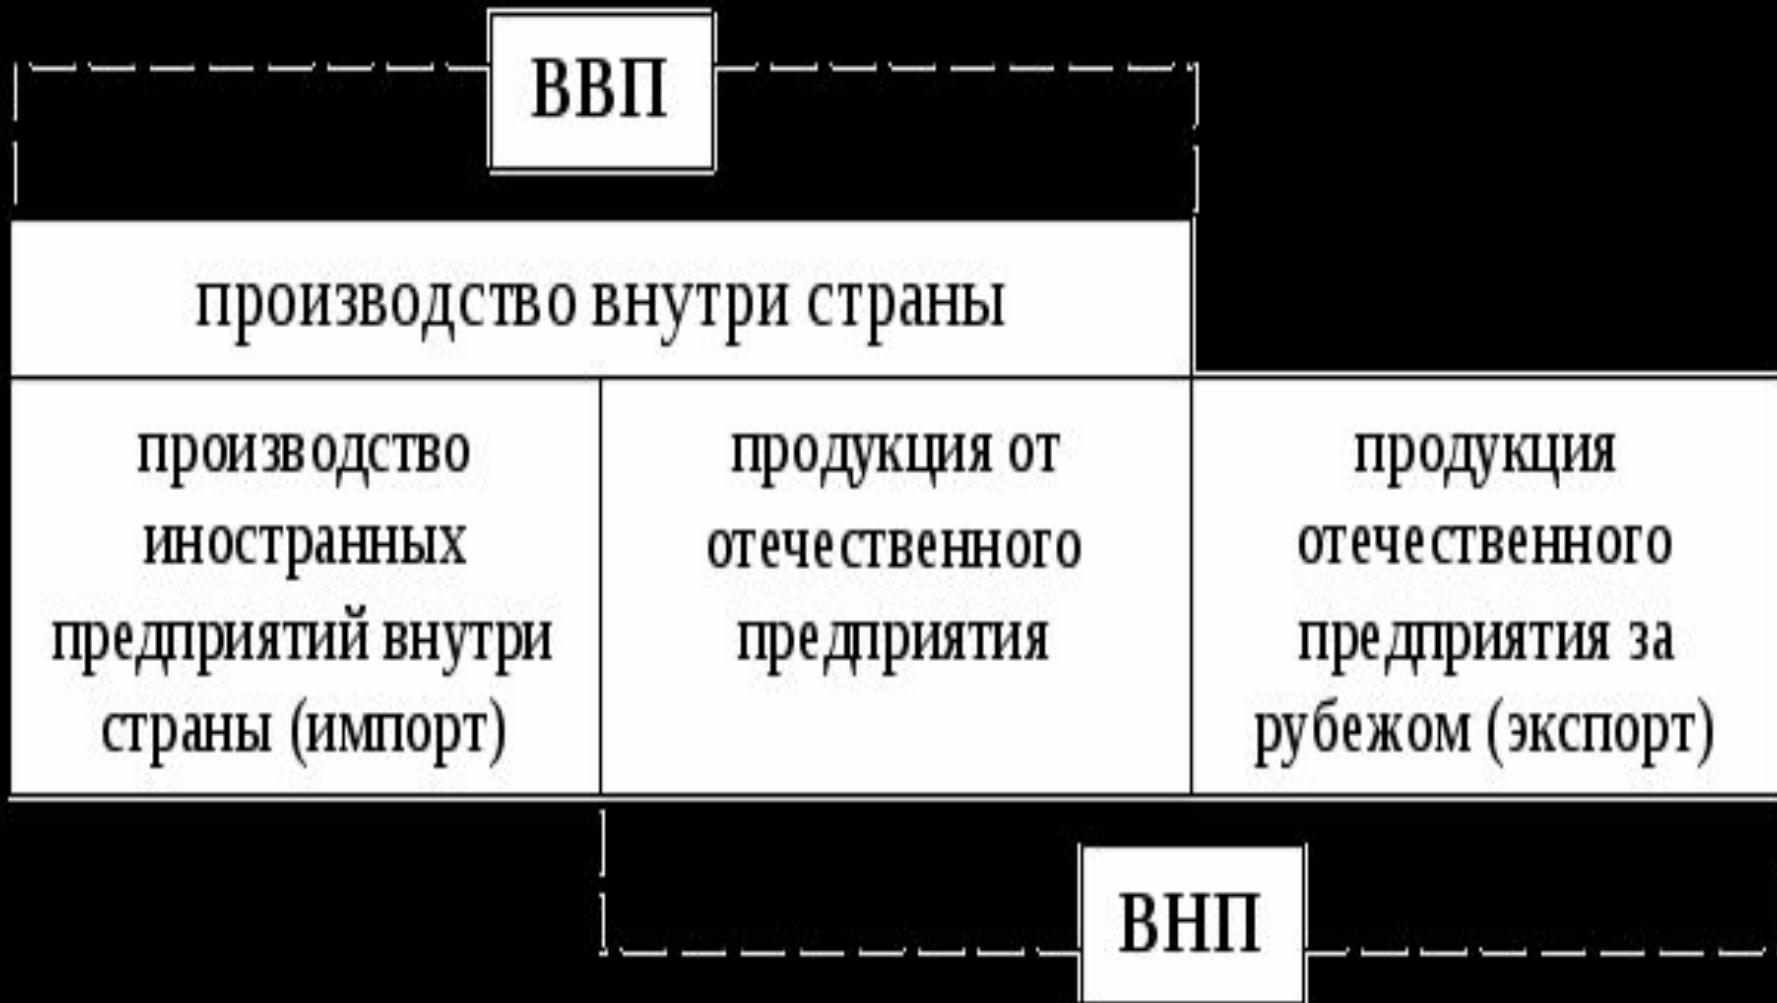 ВВП
производство внутри страны
производство
иностранных
предприятий внутри
страны (импорт)
продукция от
отечественного
предприятия
продукция
отечественного
предприятия за
рубежом (экспорт)
ВНП